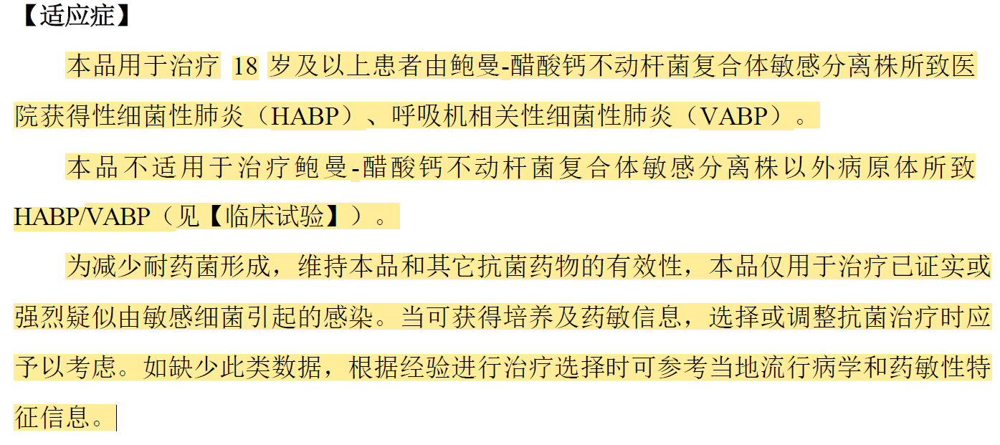 【适应症】
本品用于治疗 18 岁及以上患者由鲍曼-醋酸钙不动杆菌复合体敏感分离株所致医
院获得性细菌性肺炎（HABP）、呼吸机相关性细菌性肺炎（VABP）。
本品不适用于治疗鲍曼-醋酸钙不动杆菌复合体敏感分离株以外病原体所致
HABP/VABP（见【临床试验】）。
为减少耐药菌形成，维持本品和其它抗菌药物的有效性，本品仅用于治疗已证实或
强烈疑似由敏感细菌引起的感染。当可获得培养及药敏信息，选择或调整抗菌治疗时应
予以考虑。如缺少此类数据，根据经验进行治疗选择时可参考当地流行病学和药敏性特
征信息。